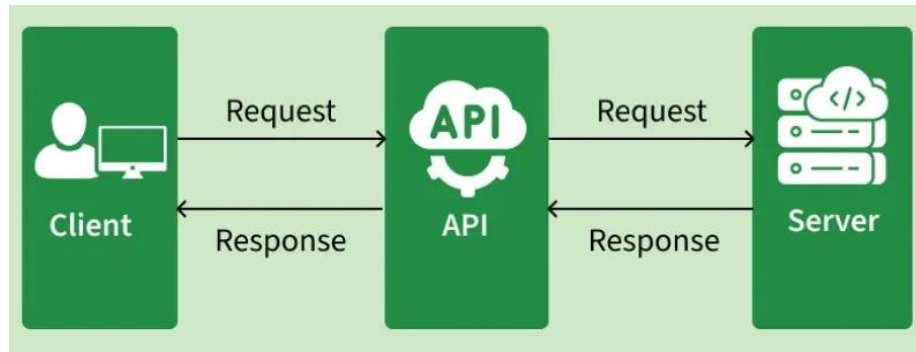 Request
Request
API
</>
Client
API
Server
Response
Response